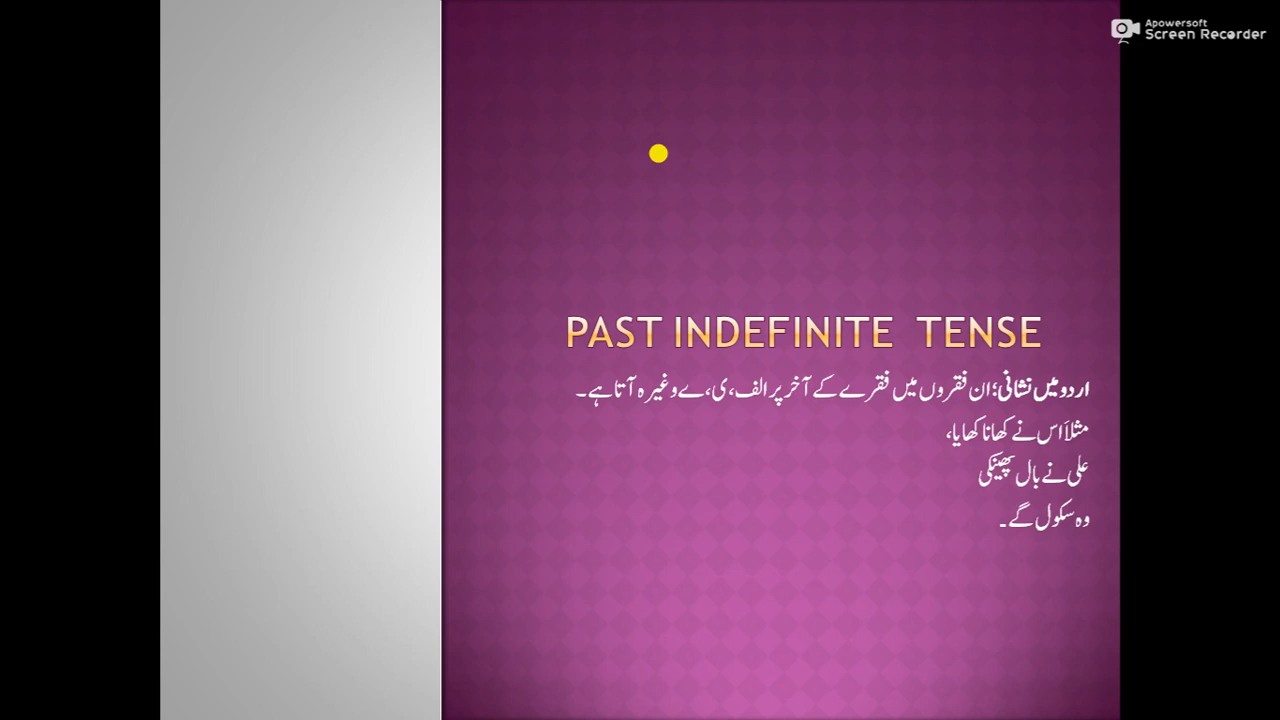 Apowersoft
Screen Recorder
PAST INDEFINITE TENSE
اردو میں نشانی؛ ان فقروں میں فقرے کے آخر پر الف، ی، ے وغیرہ آتا ہے۔
مثلاَ اس نے کھانا کھایا،
علی نے بال پھینکی
وہ سکول گے۔